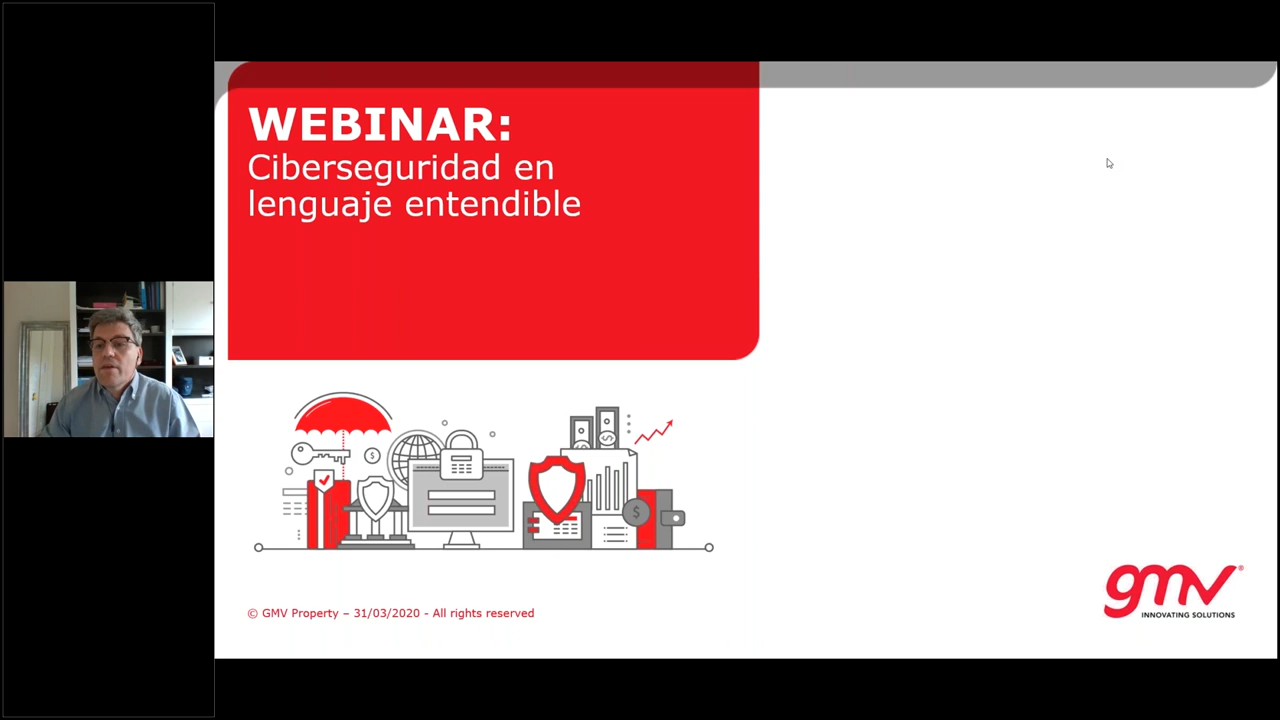 WEBINAR:
Ciberseguridad en
lenguaje entendible
$
$
$
$
© GMV Property – 31/03/2020 - All rights reserved
gmv®
INNOVATING SOLUTIONS